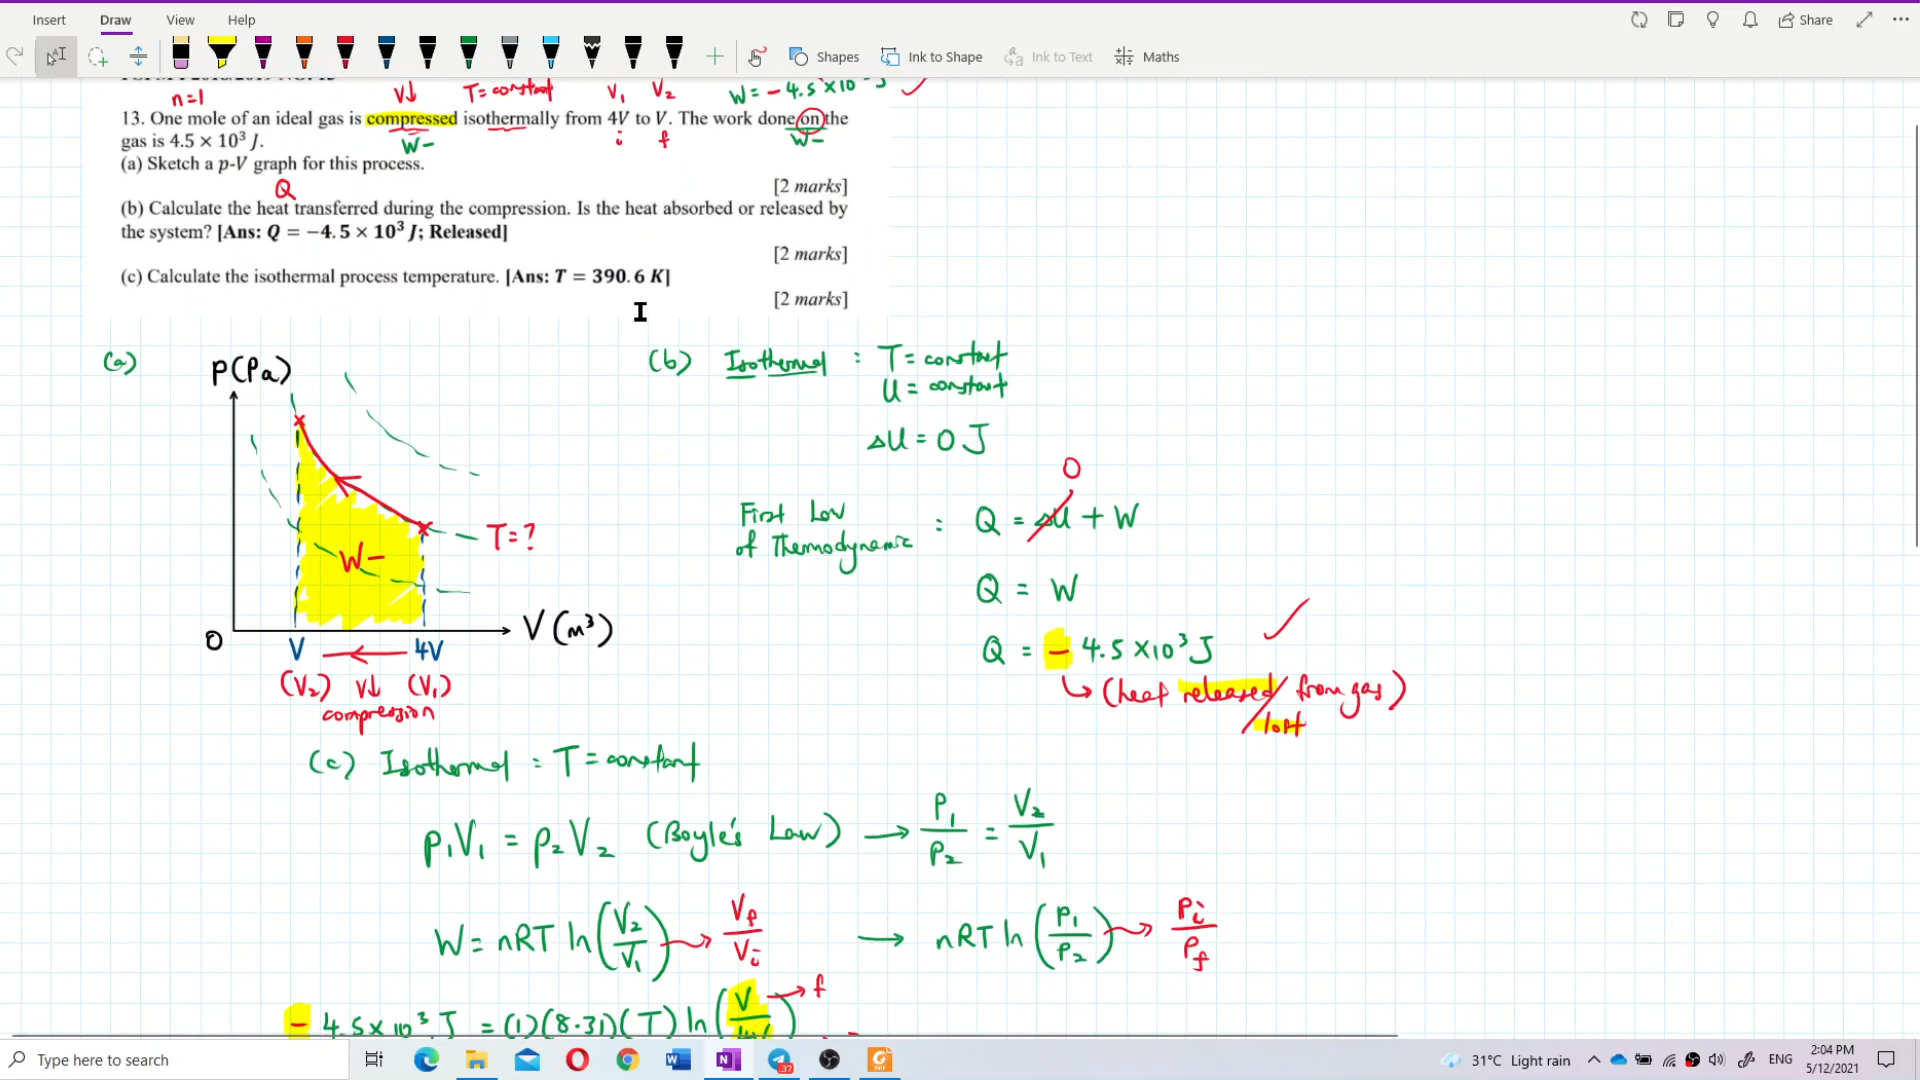 Insert Draw View Help
Share
Shapes Ink to Shape Ink to Text Maths
n=1 V↓ T=constant V₁ V₂ W=-4.5×10³J
13. One mole of an ideal gas is compressed isothermally from 4V to V. The work done on the
W- i f W-
gas is 4.5 × 10³ J.
(a) Sketch a p-V graph for this process.
[2 marks]
Q
(b) Calculate the heat transferred during the compression. Is the heat absorbed or released by
the system? [Ans: Q = −4.5 × 10³ J; Released]
[2 marks]
(c) Calculate the isothermal process temperature. [Ans: T = 390.6 K]
[2 marks]
(a)
P(Pa)
T=?
W-
O
V(m³)
V 4V
(V₂) V↓ (V₁)
compression
(b) Isothermal : T = constant
U = constant
ΔU = 0 J
0
First Law
of Thermodynamic : Q = ΔU + W
Q = W
Q = - 4.5 ×10³ J
(heat released/ from gas)
lost
(c) Isothermal : T = constant
P₁V₁ = P₂V₂ (Boyle's Law) → P₁/P₂ = V₂/V₁
W = nRT ln(V₂/V₁) → Vf/Vi → nRT ln(P₁/P₂) → Pi/Pf
- 4.5×10³ J = (1)(8.31)(T) ln(V/4V) → f
Type here to search
37
31°C Light rain
ENG
2:04 PM
5/12/2021